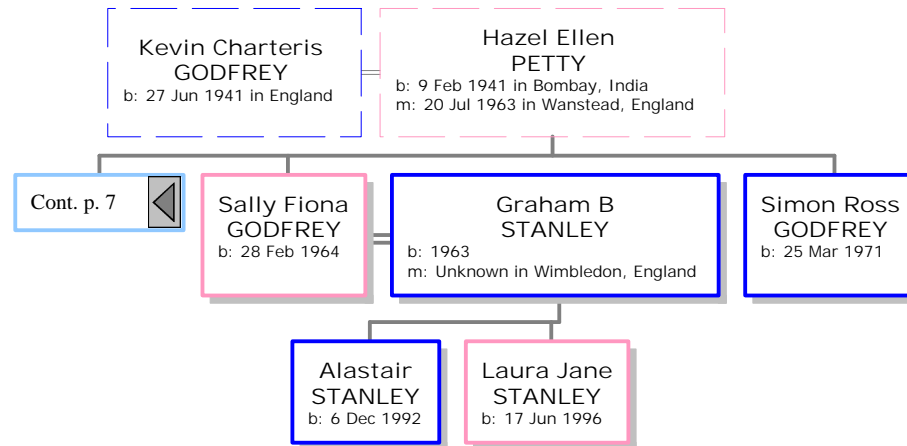 Kevin Charteris
GODFREY
b: 27 Jun 1941 in England
Hazel Ellen
PETTY
b: 9 Feb 1941 in Bombay, India
m: 20 Jul 1963 in Wanstead, England
Cont. p. 7
Sally Fiona
GODFREY
b: 28 Feb 1964
Graham B
STANLEY
b: 1963
m: Unknown in Wimbledon, England
Simon Ross
GODFREY
b: 25 Mar 1971
Alastair
STANLEY
b: 6 Dec 1992
Laura Jane
STANLEY
b: 17 Jun 1996